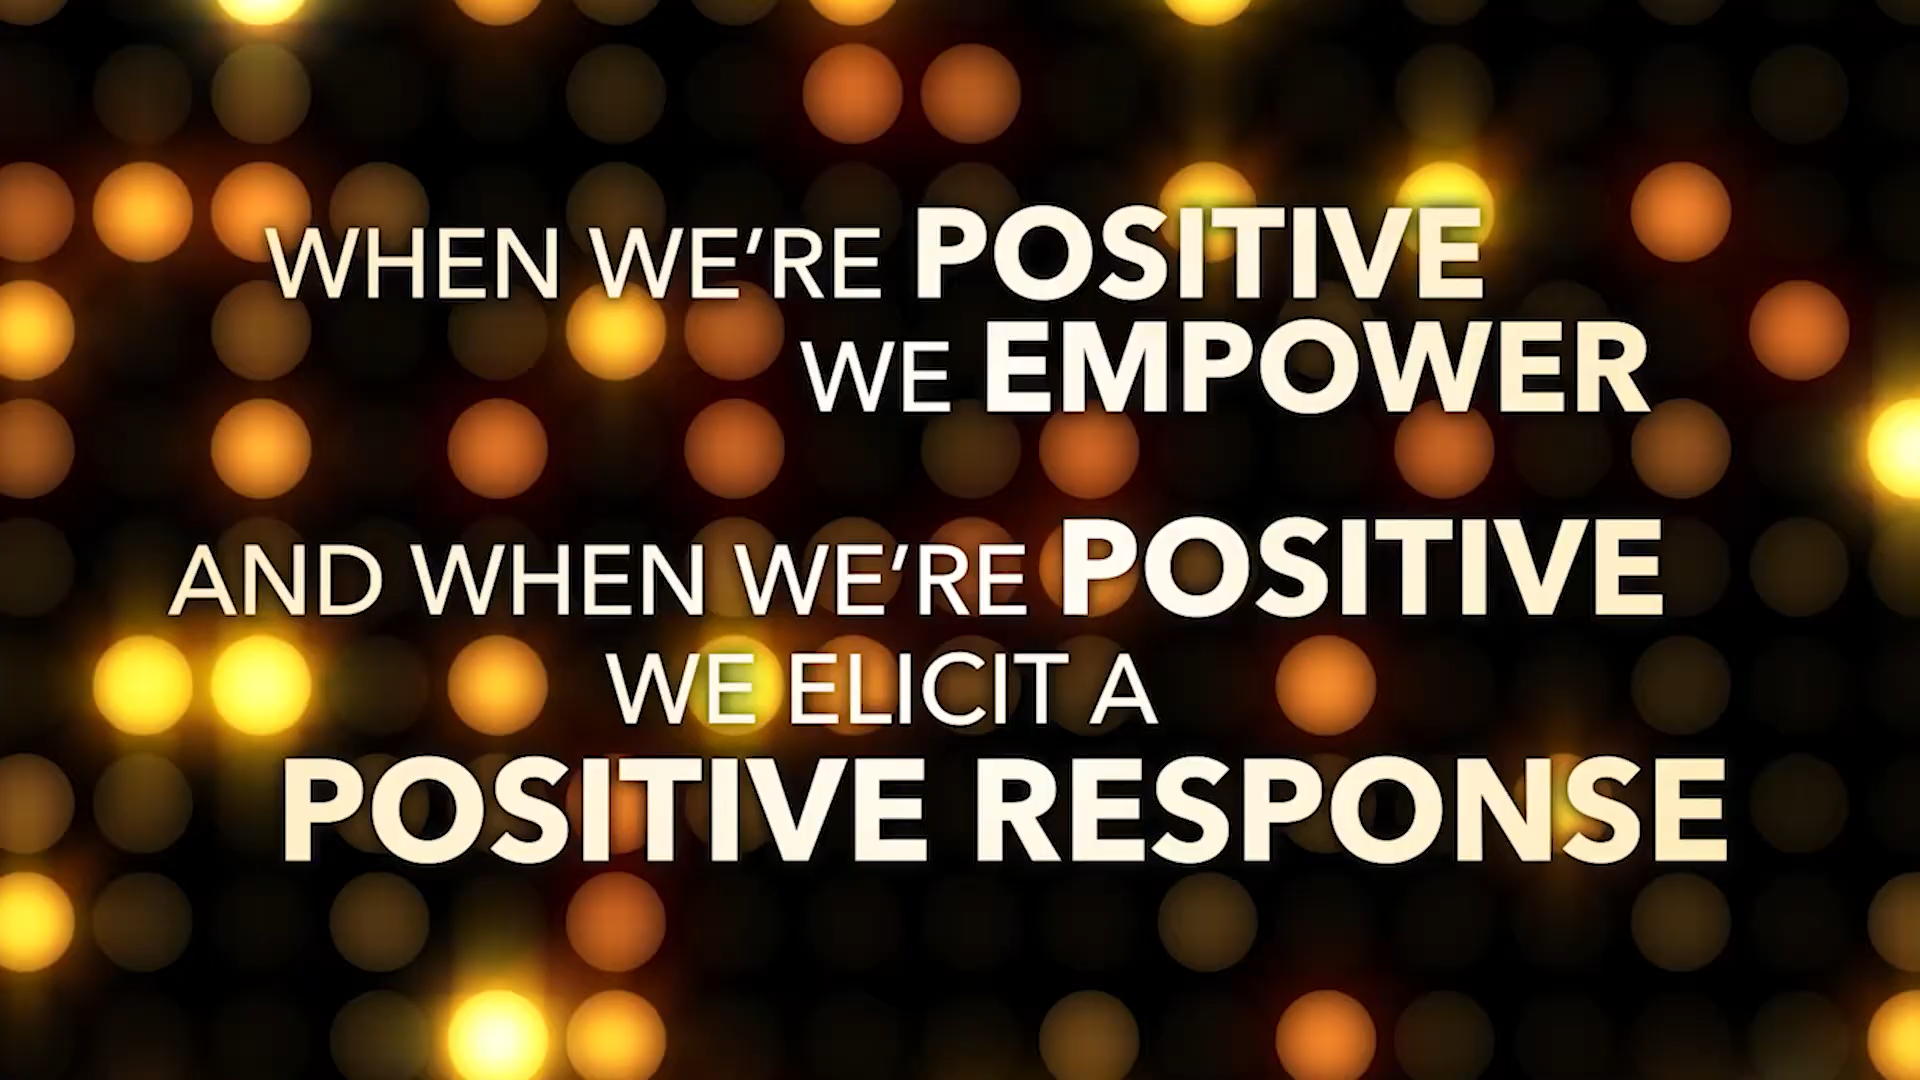 WHEN WE’RE POSITIVE
WE EMPOWER
AND WHEN WE’RE POSITIVE
WE ELICIT A
POSITIVE RESPONSE